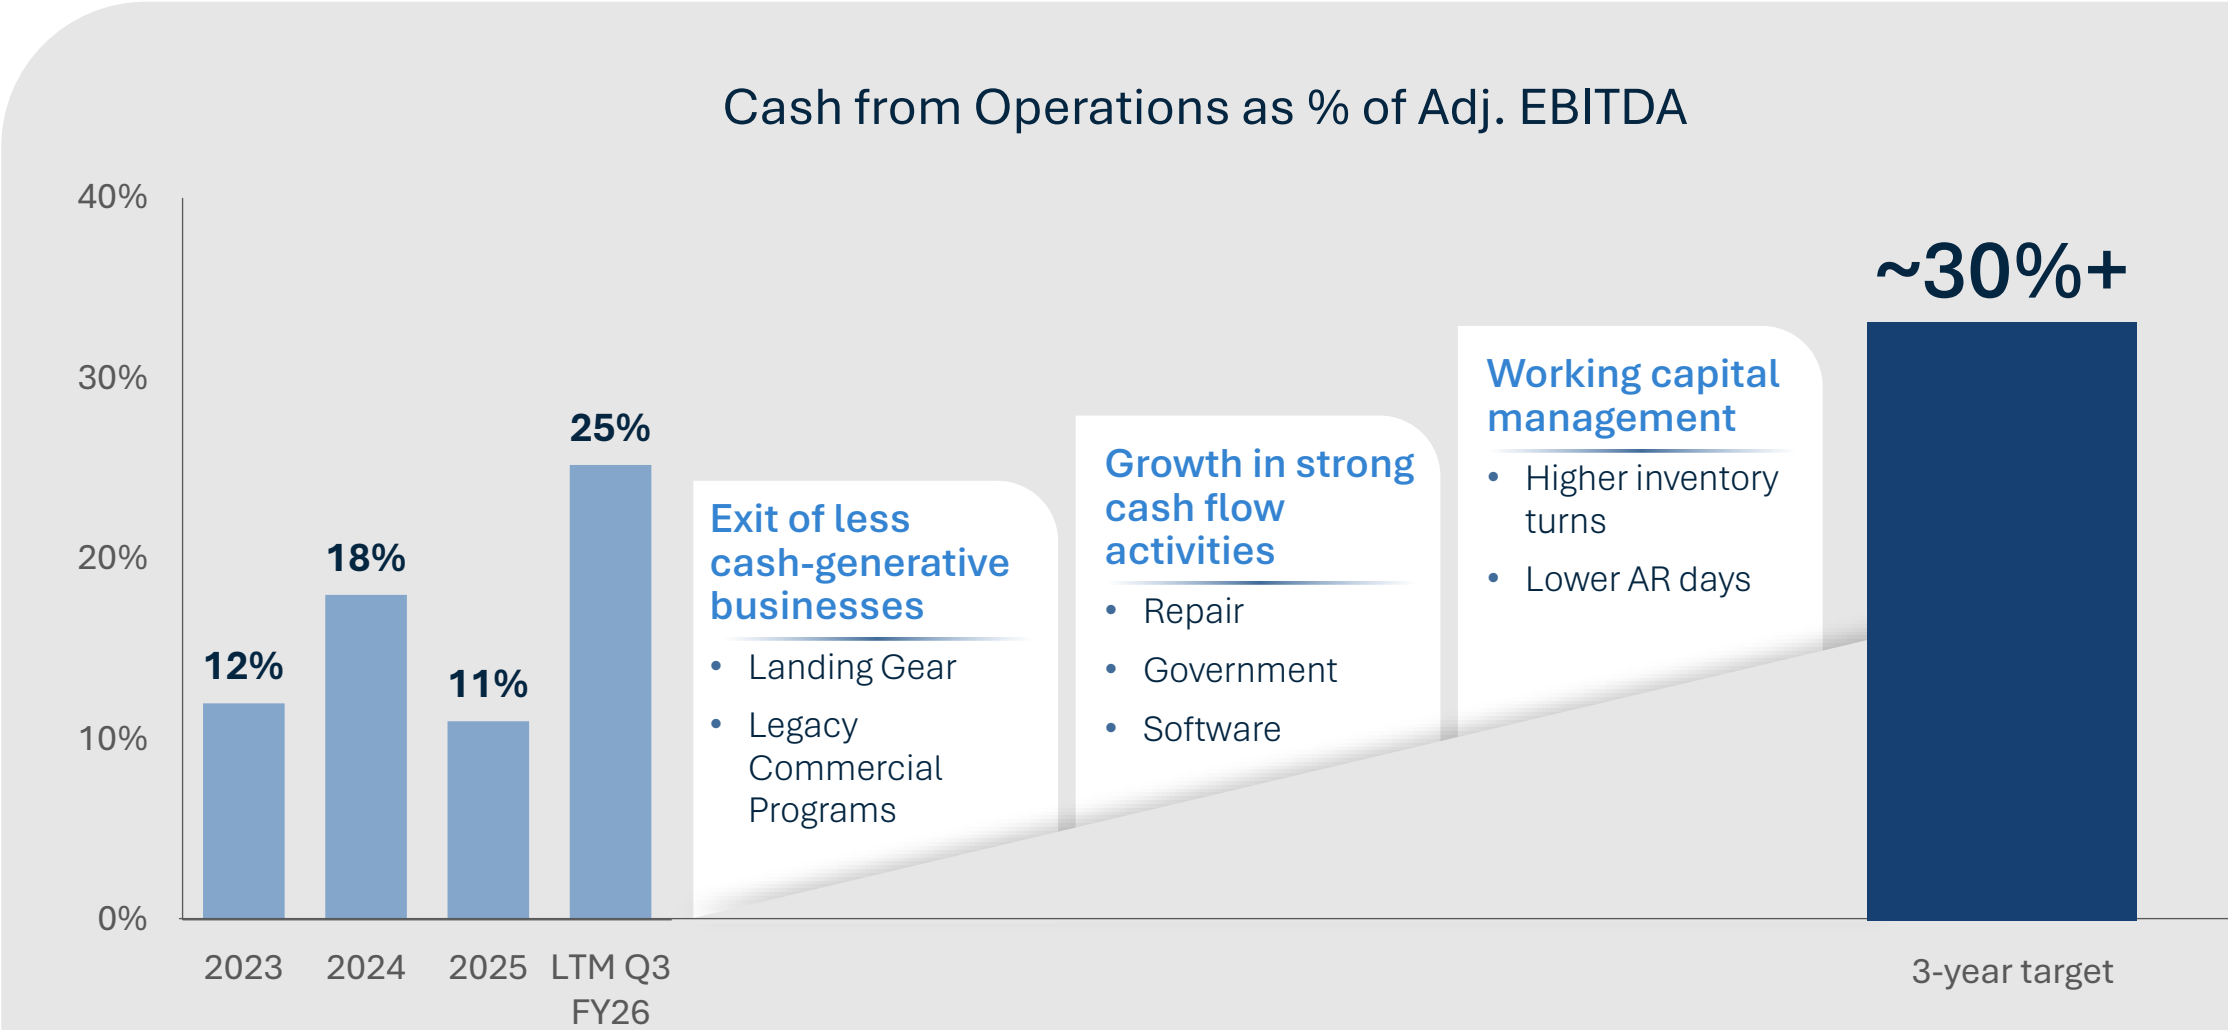 Cash from Operations as % of Adj. EBITDA
40%
30%
20%
10%
0%
12%
18%
11%
25%
2023
2024
2025
LTM Q3
FY26
Exit of less
cash-generative
businesses
• Landing Gear
• Legacy
Commercial
Programs
Growth in strong
cash flow
activities
• Repair
• Government
• Software
Working capital
management
• Higher inventory
turns
• Lower AR days
~30%+
3-year target